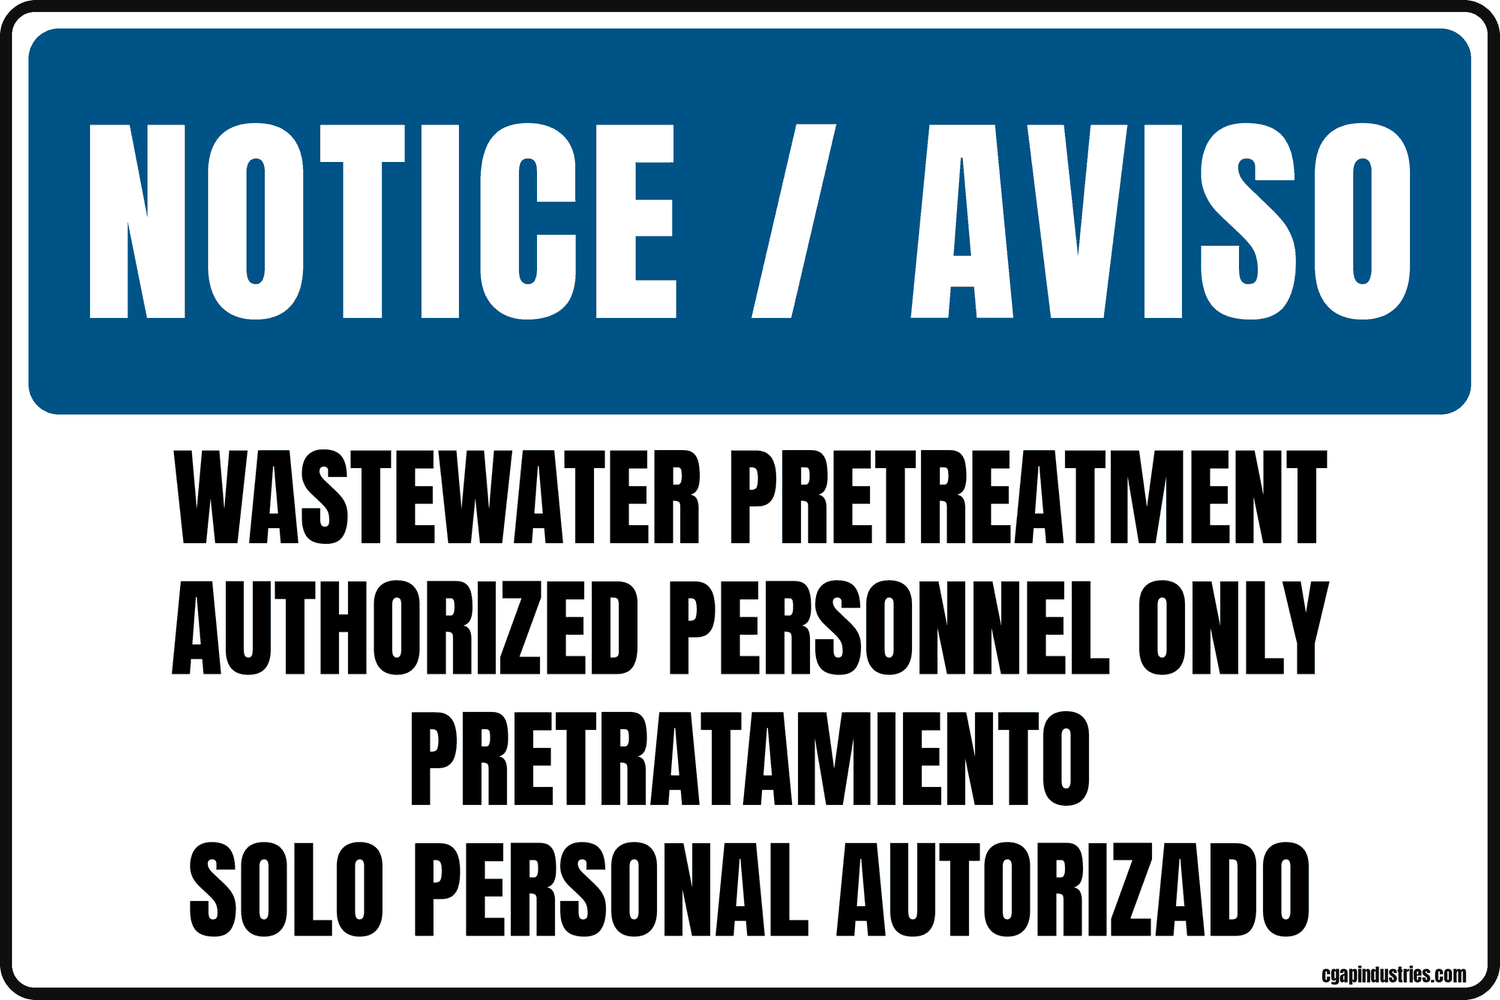 NOTICE / AVISO
WASTEWATER PRETREATMENT
AUTHORIZED PERSONNEL ONLY
PRETRATAMIENTO
SOLO PERSONAL AUTORIZADO
cgapindustries.com